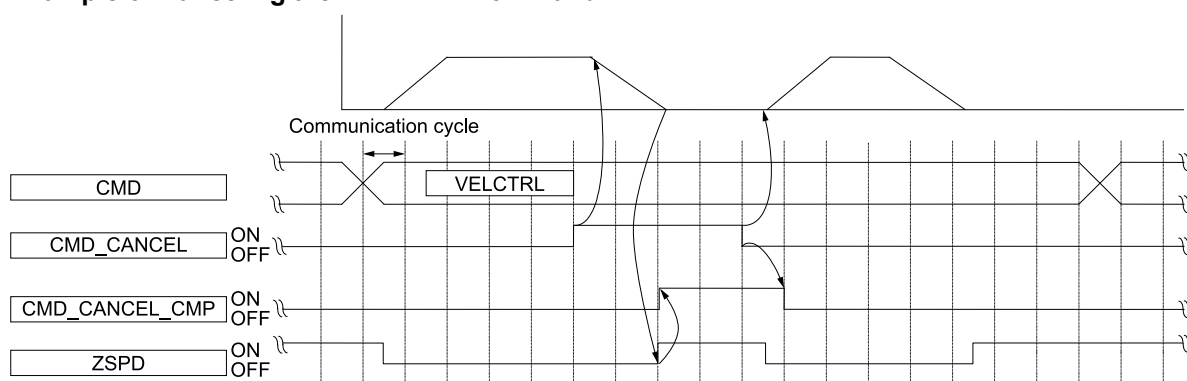 Communication cycle
CMD
VELCTRL
CMD_CANCEL
ON
OFF
CMD_CANCEL_CMP
ON
OFF
ZSPD
ON
OFF